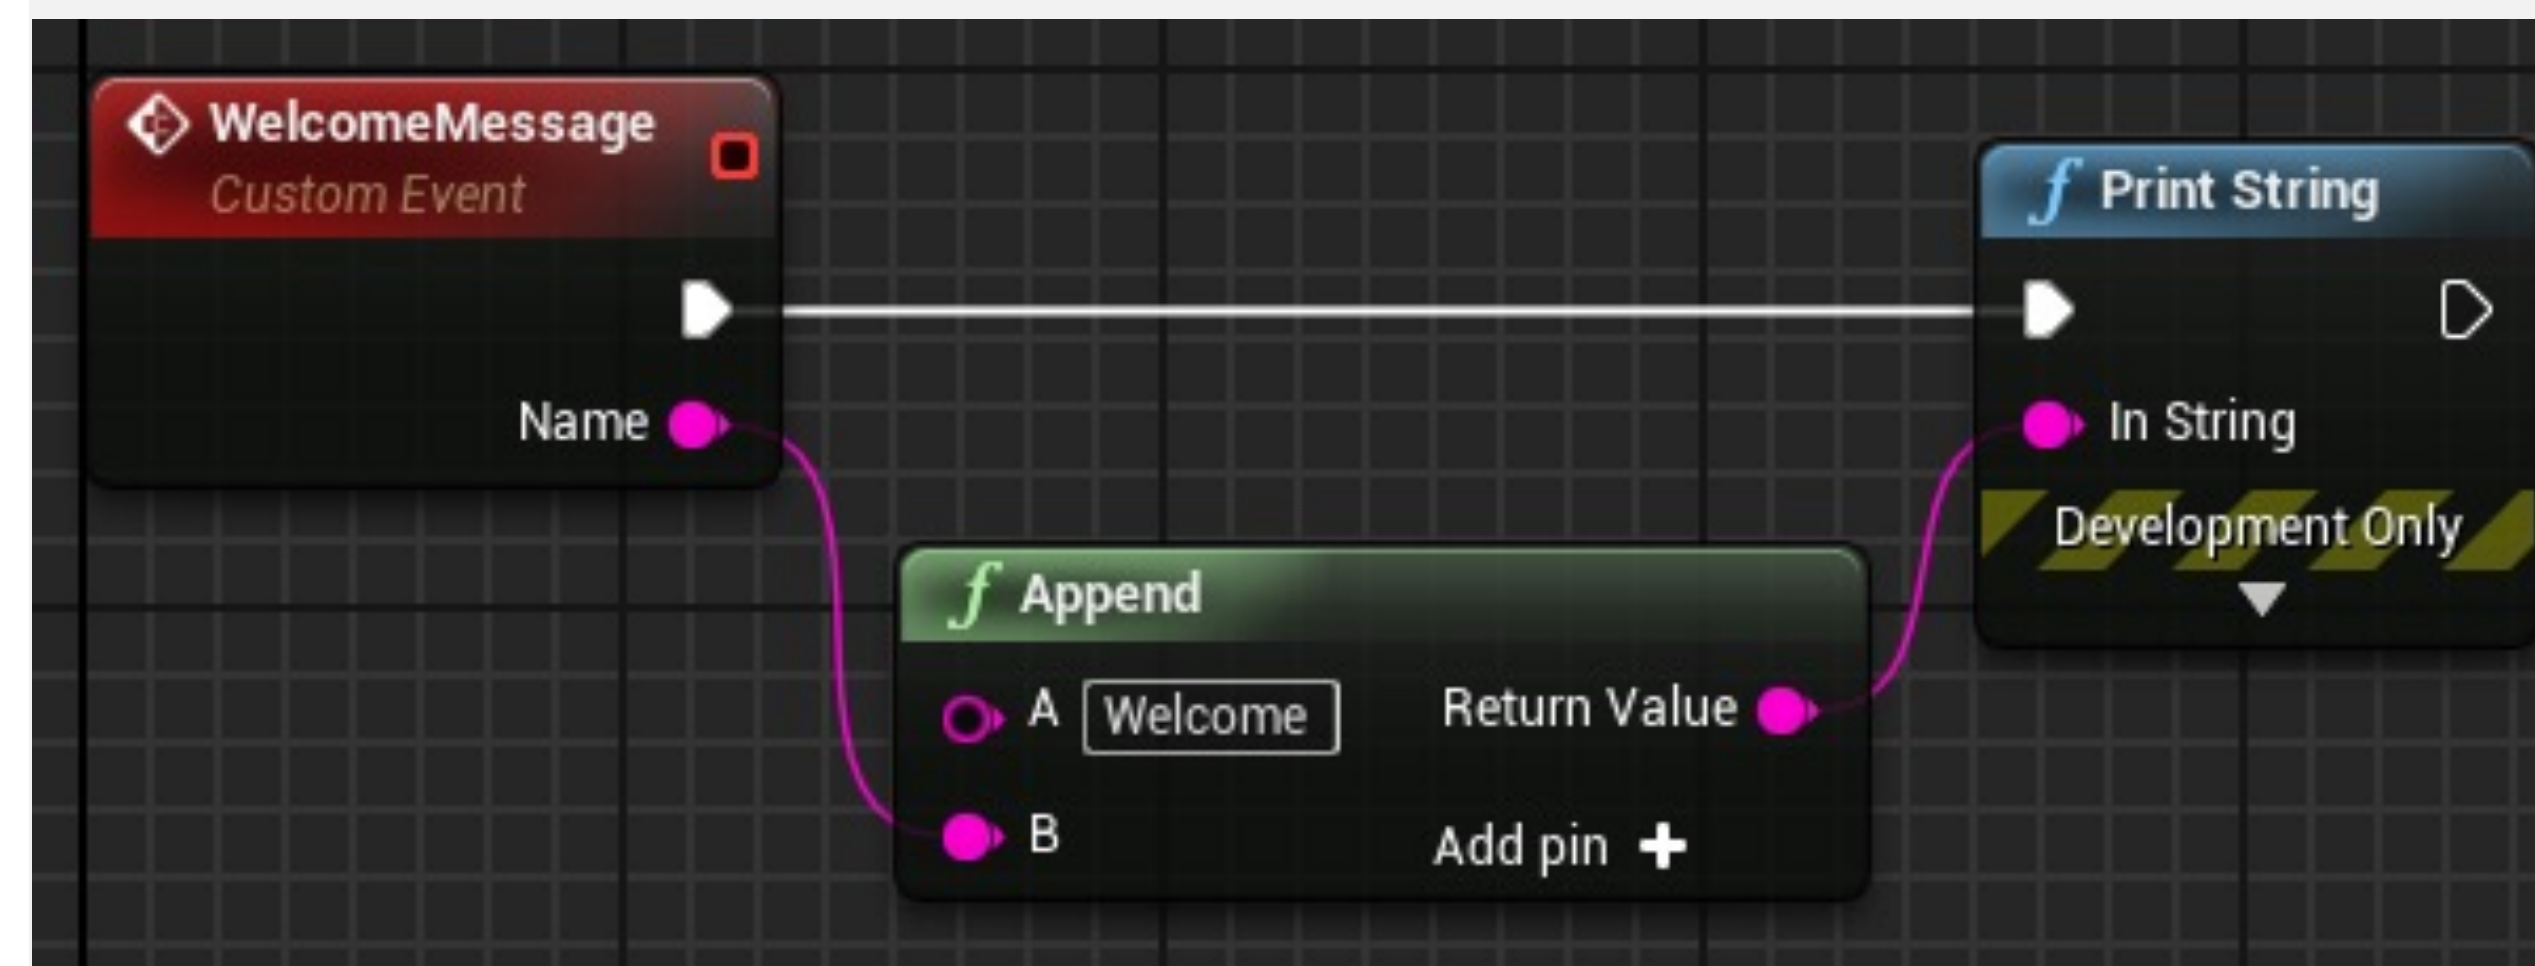 WelcomeMessage
Custom Event
Name
f Append
A Welcome
Return Value
B
Add pin +
f Print String
In String
Development Only